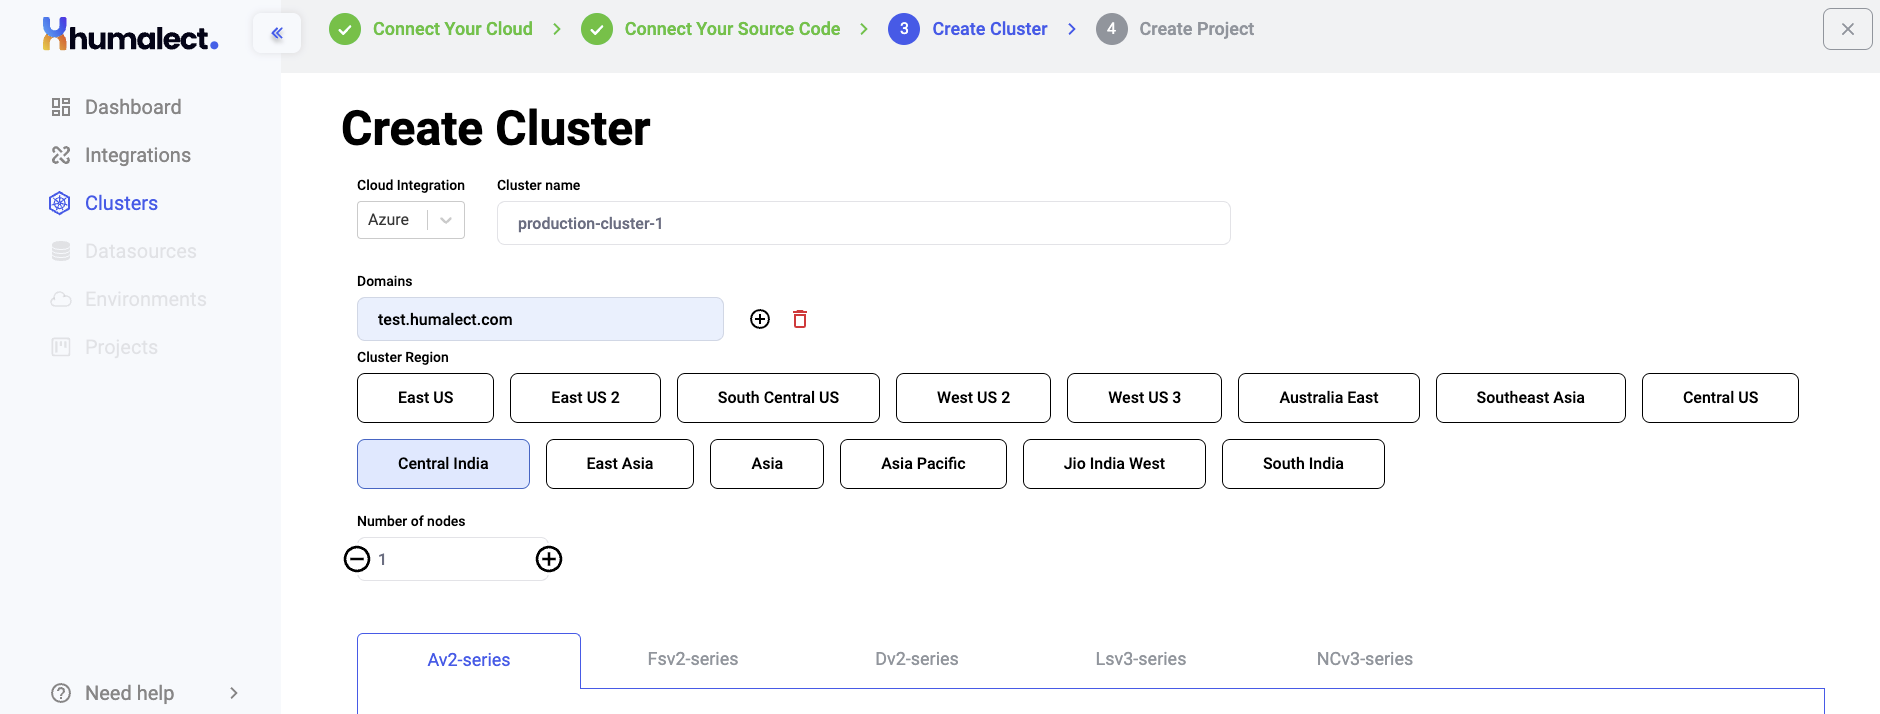 humalect.
Connect Your Cloud
Connect Your Source Code
3 Create Cluster
4 Create Project
Dashboard
Integrations
Clusters
Datasources
Environments
Projects
Need help
Create Cluster
Cloud Integration
Cluster name
Azure
production-cluster-1
Domains
test.humalect.com
Cluster Region
East US
East US 2
South Central US
West US 2
West US 3
Australia East
Southeast Asia
Central US
Central India
East Asia
Asia
Asia Pacific
Jio India West
South India
Number of nodes
1
Av2-series
Fsv2-series
Dv2-series
Lsv3-series
NCv3-series